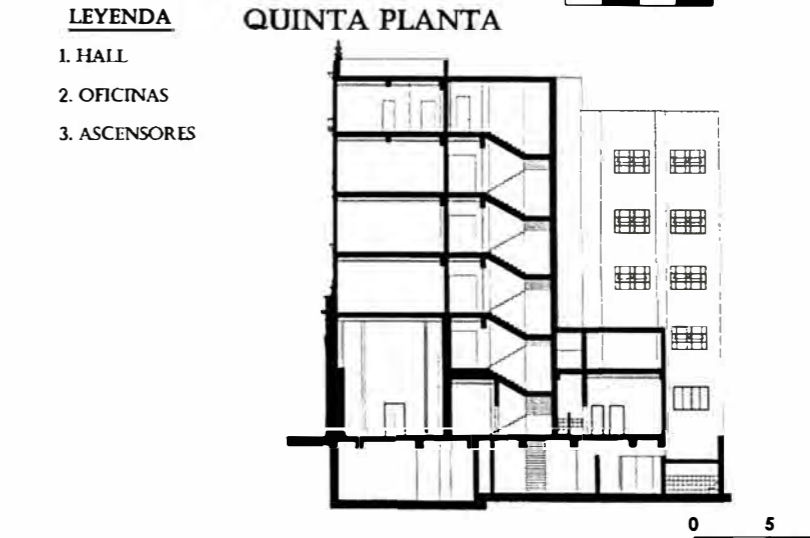 LEYENDA
QUINTA PLANTA
1. HALL
2. OFICINAS
3. ASCENSORES
0 5